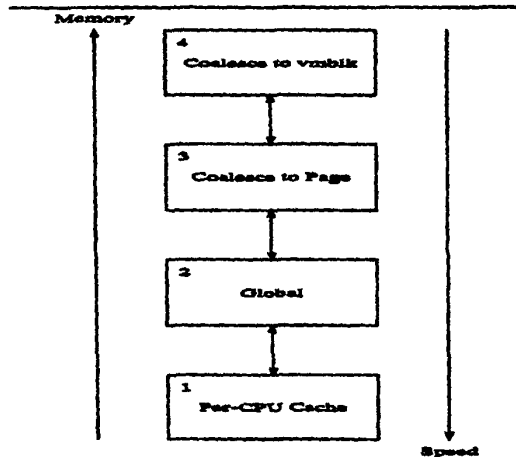 Memory
4
Coalesce to vmblk
3
Coalesce to Page
2
Global
1
Per-CPU Cache
Speed